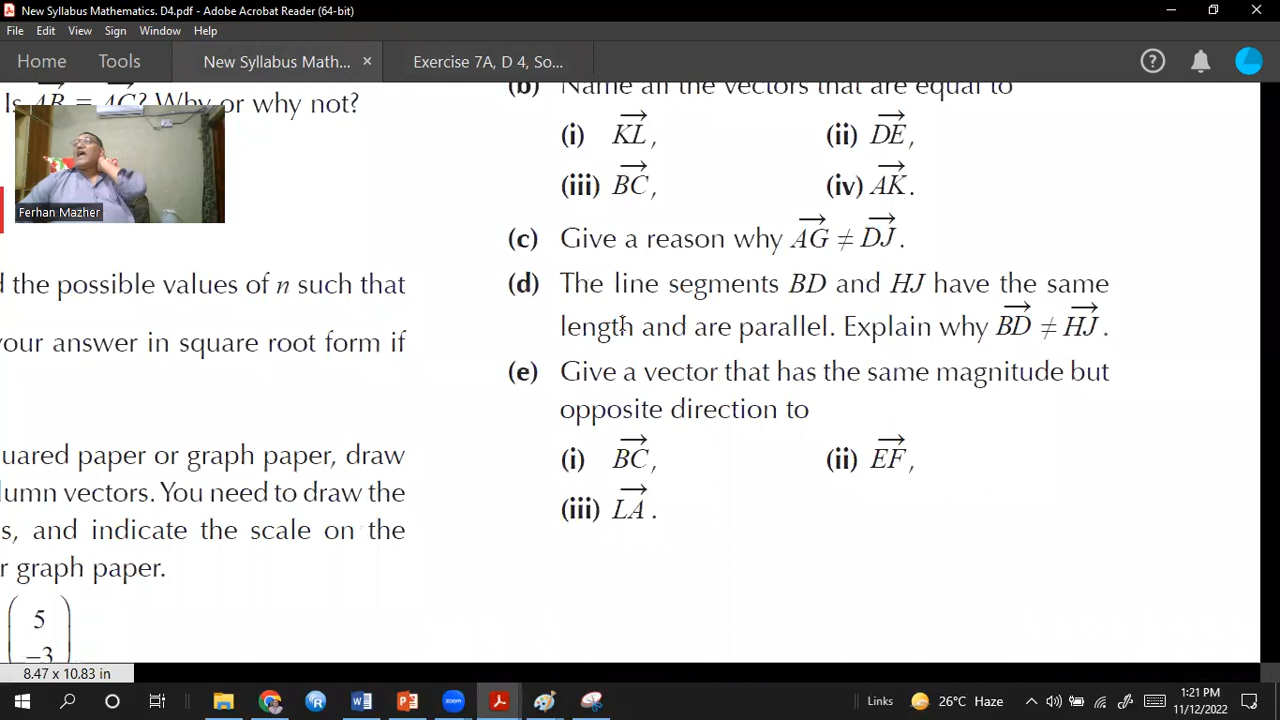 New Syllabus Mathematics. D4.pdf - Adobe Acrobat Reader (64-bit)
File Edit View Sign Window Help
Home Tools New Syllabus Math... × Exercise 7A, D 4, So...
Is AB = AC? Why or why not?
Ferhan Mazher
d the possible values of n such that
your answer in square root form if
uared paper or graph paper, draw
lumn vectors. You need to draw the
s, and indicate the scale on the
r graph paper.
5
−3
(b) Name all the vectors that are equal to
(i) KL, (ii) DE,
(iii) BC, (iv) AK.
(c) Give a reason why AG ≠ DJ.
(d) The line segments BD and HJ have the same
length and are parallel. Explain why BD ≠ HJ.
(e) Give a vector that has the same magnitude but
opposite direction to
(i) BC, (ii) EF,
(iii) LA.
8.47 x 10.83 in
Links 26°C Haze 1:21 PM
11/12/2022